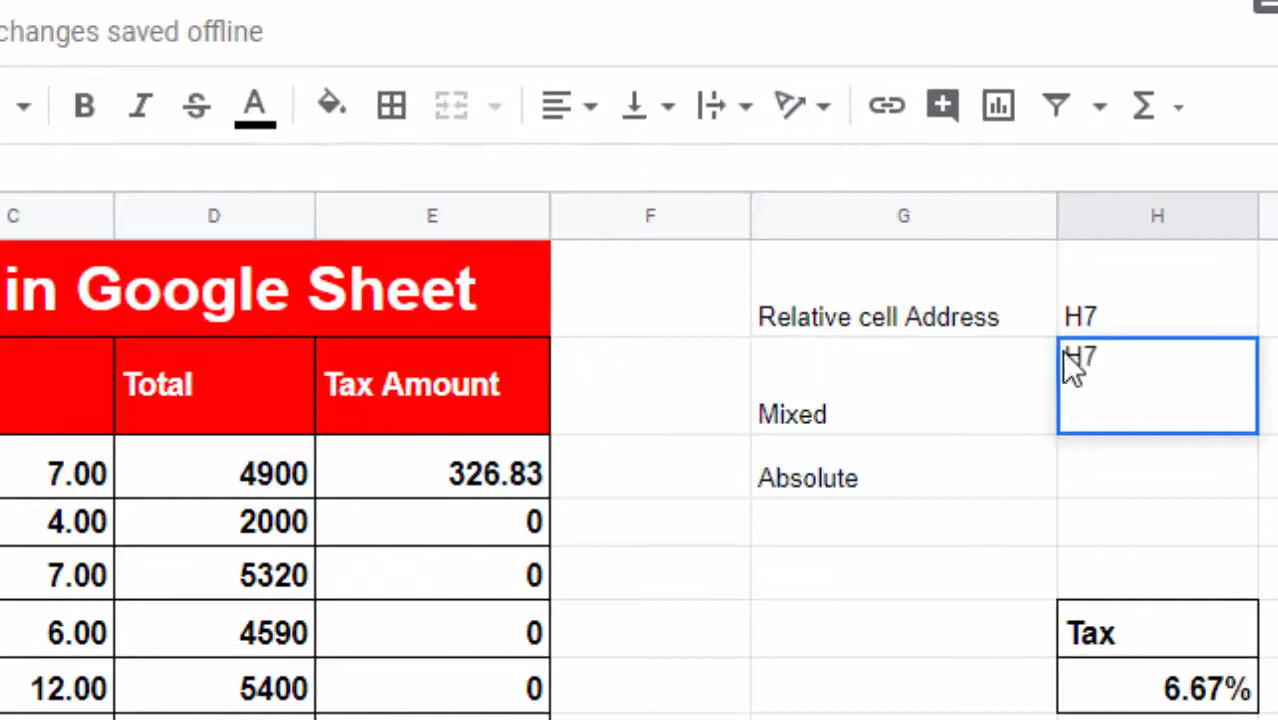 changes saved offline
B I S A
C D E F G H
in Google Sheet
Relative cell Address H7
Total Tax Amount
H7
Mixed
7.00 4900 326.83 Absolute
4.00 2000 0
7.00 5320 0
6.00 4590 0 Tax
12.00 5400 0 6.67%